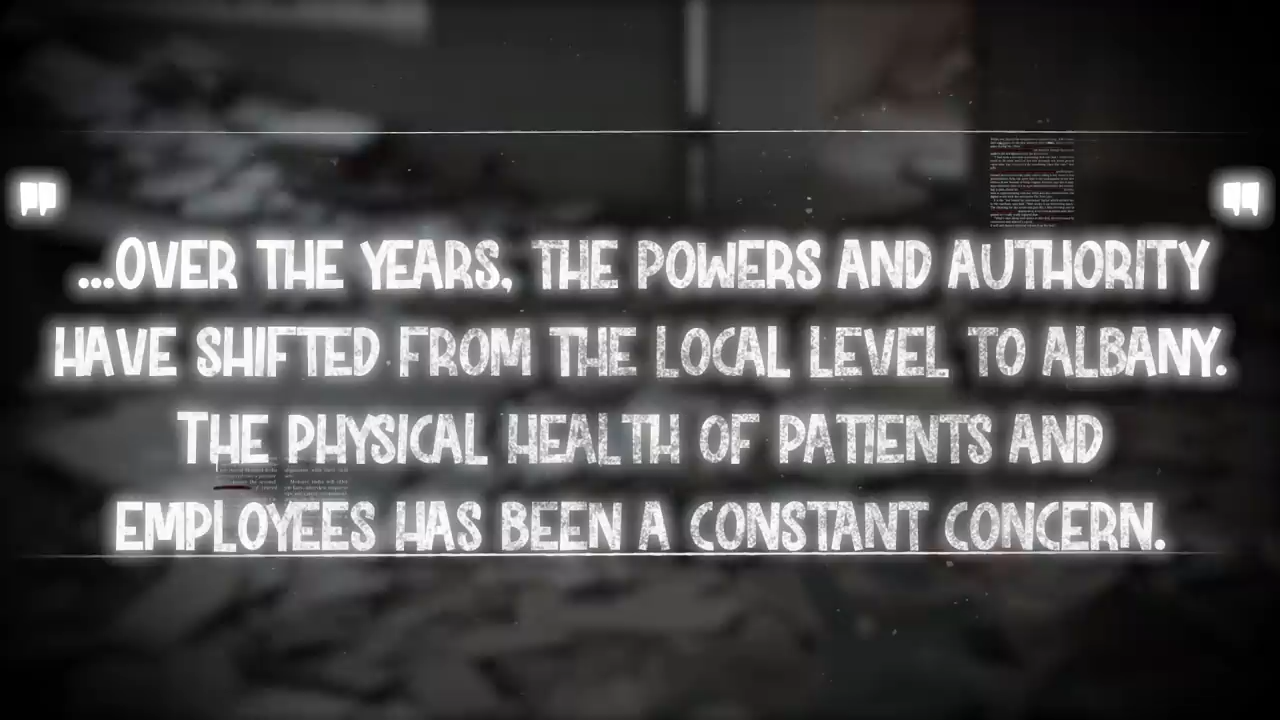 "...Over the years, the powers and authority
have shifted from the local level to Albany.
The physical health of patients and
employees has been a constant concern."